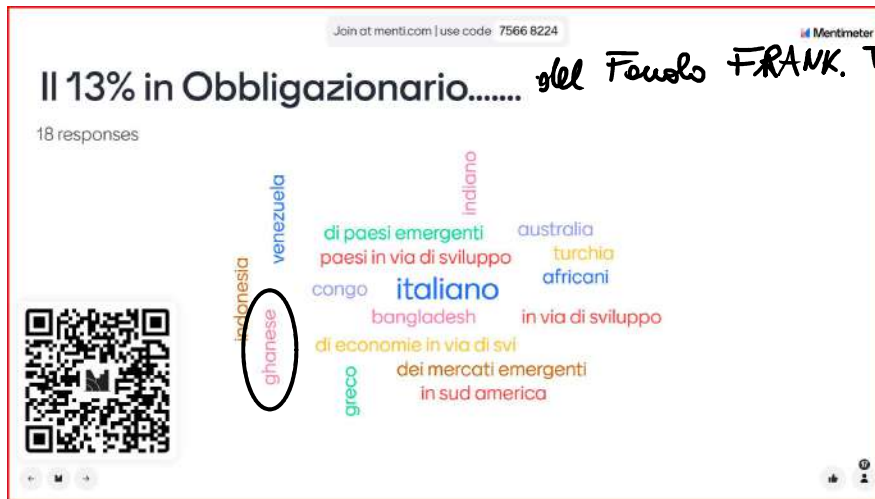 Join at menti.com | use code 7566 8224
Mentimeter
Il 13% in Obbligazionario....... del Fondo FRANK. T
18 responses
indiano
venezuela
di paesi emergenti
australia
paesi in via di sviluppo
turchia
africani
indonesia
congo
italiano
bangladesh
in via di sviluppo
ghanese
di economie in via di svi
dei mercati emergenti
greco
in sud america
17